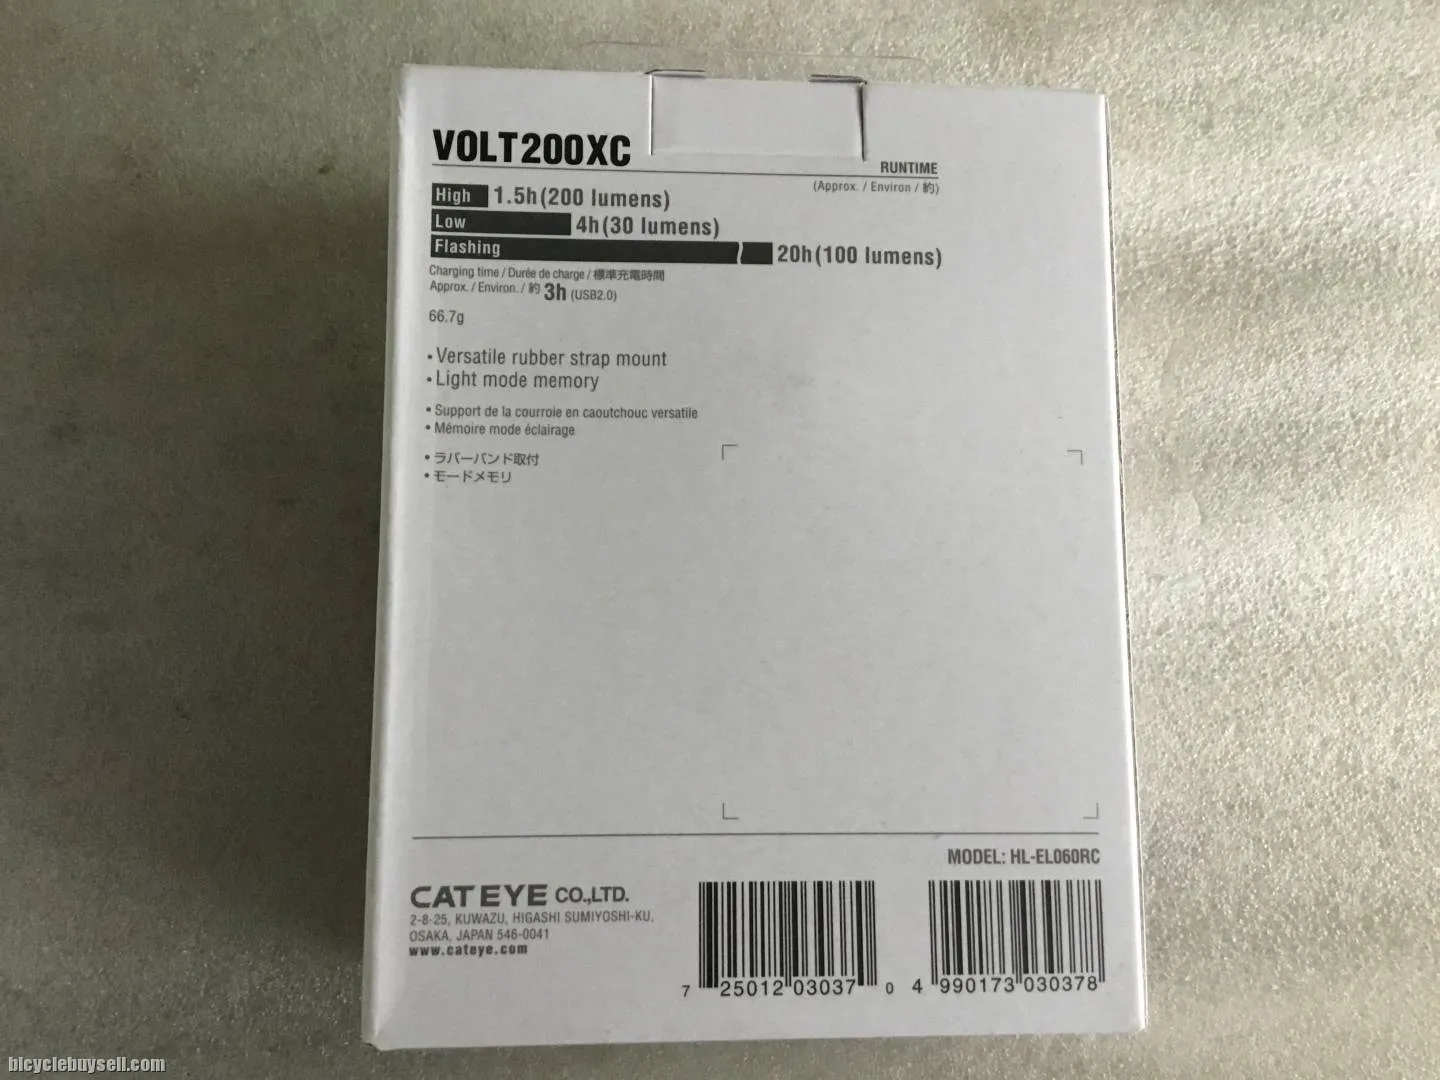 VOLT200XC
RUNTIME
(Approx. / Environ / 約)
High 1.5h(200 lumens)
Low 4h(30 lumens)
Flashing 20h(100 lumens)
Charging time / Durée de charge / 標準充電時間
Approx. / Environ. / 約 3h (USB2.0)
66.7g
• Versatile rubber strap mount
• Light mode memory
• Support de la courroie en caoutchouc versatile
• Mémoire mode éclairage
• ラバーバンド取付
• モードメモリ
MODEL: HL-EL060RC
CATEYE CO.,LTD.
2-8-25, KUWAZU, HIGASHI SUMIYOSHI-KU,
OSAKA, JAPAN 546-0041
www.cateye.com
7 25012 03037 0
4 990173 030378
bicyclebuysell.com